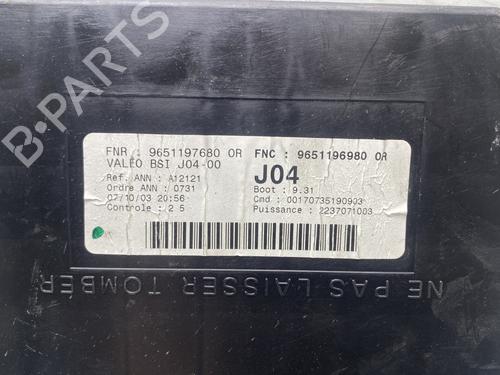 B-PARTS
FNR : 9651197680 OR FNC : 9651196980 OR
VALEO BSI J04-00
J04
Ref. ANN : A12121
Boot : 9.31
Ordre ANN : 0731
Cmd : 00170735190903
07/10/03 20:56
Puissance : 2237071003
Controle : 2 5
NE PAS LAISSER TOMBER